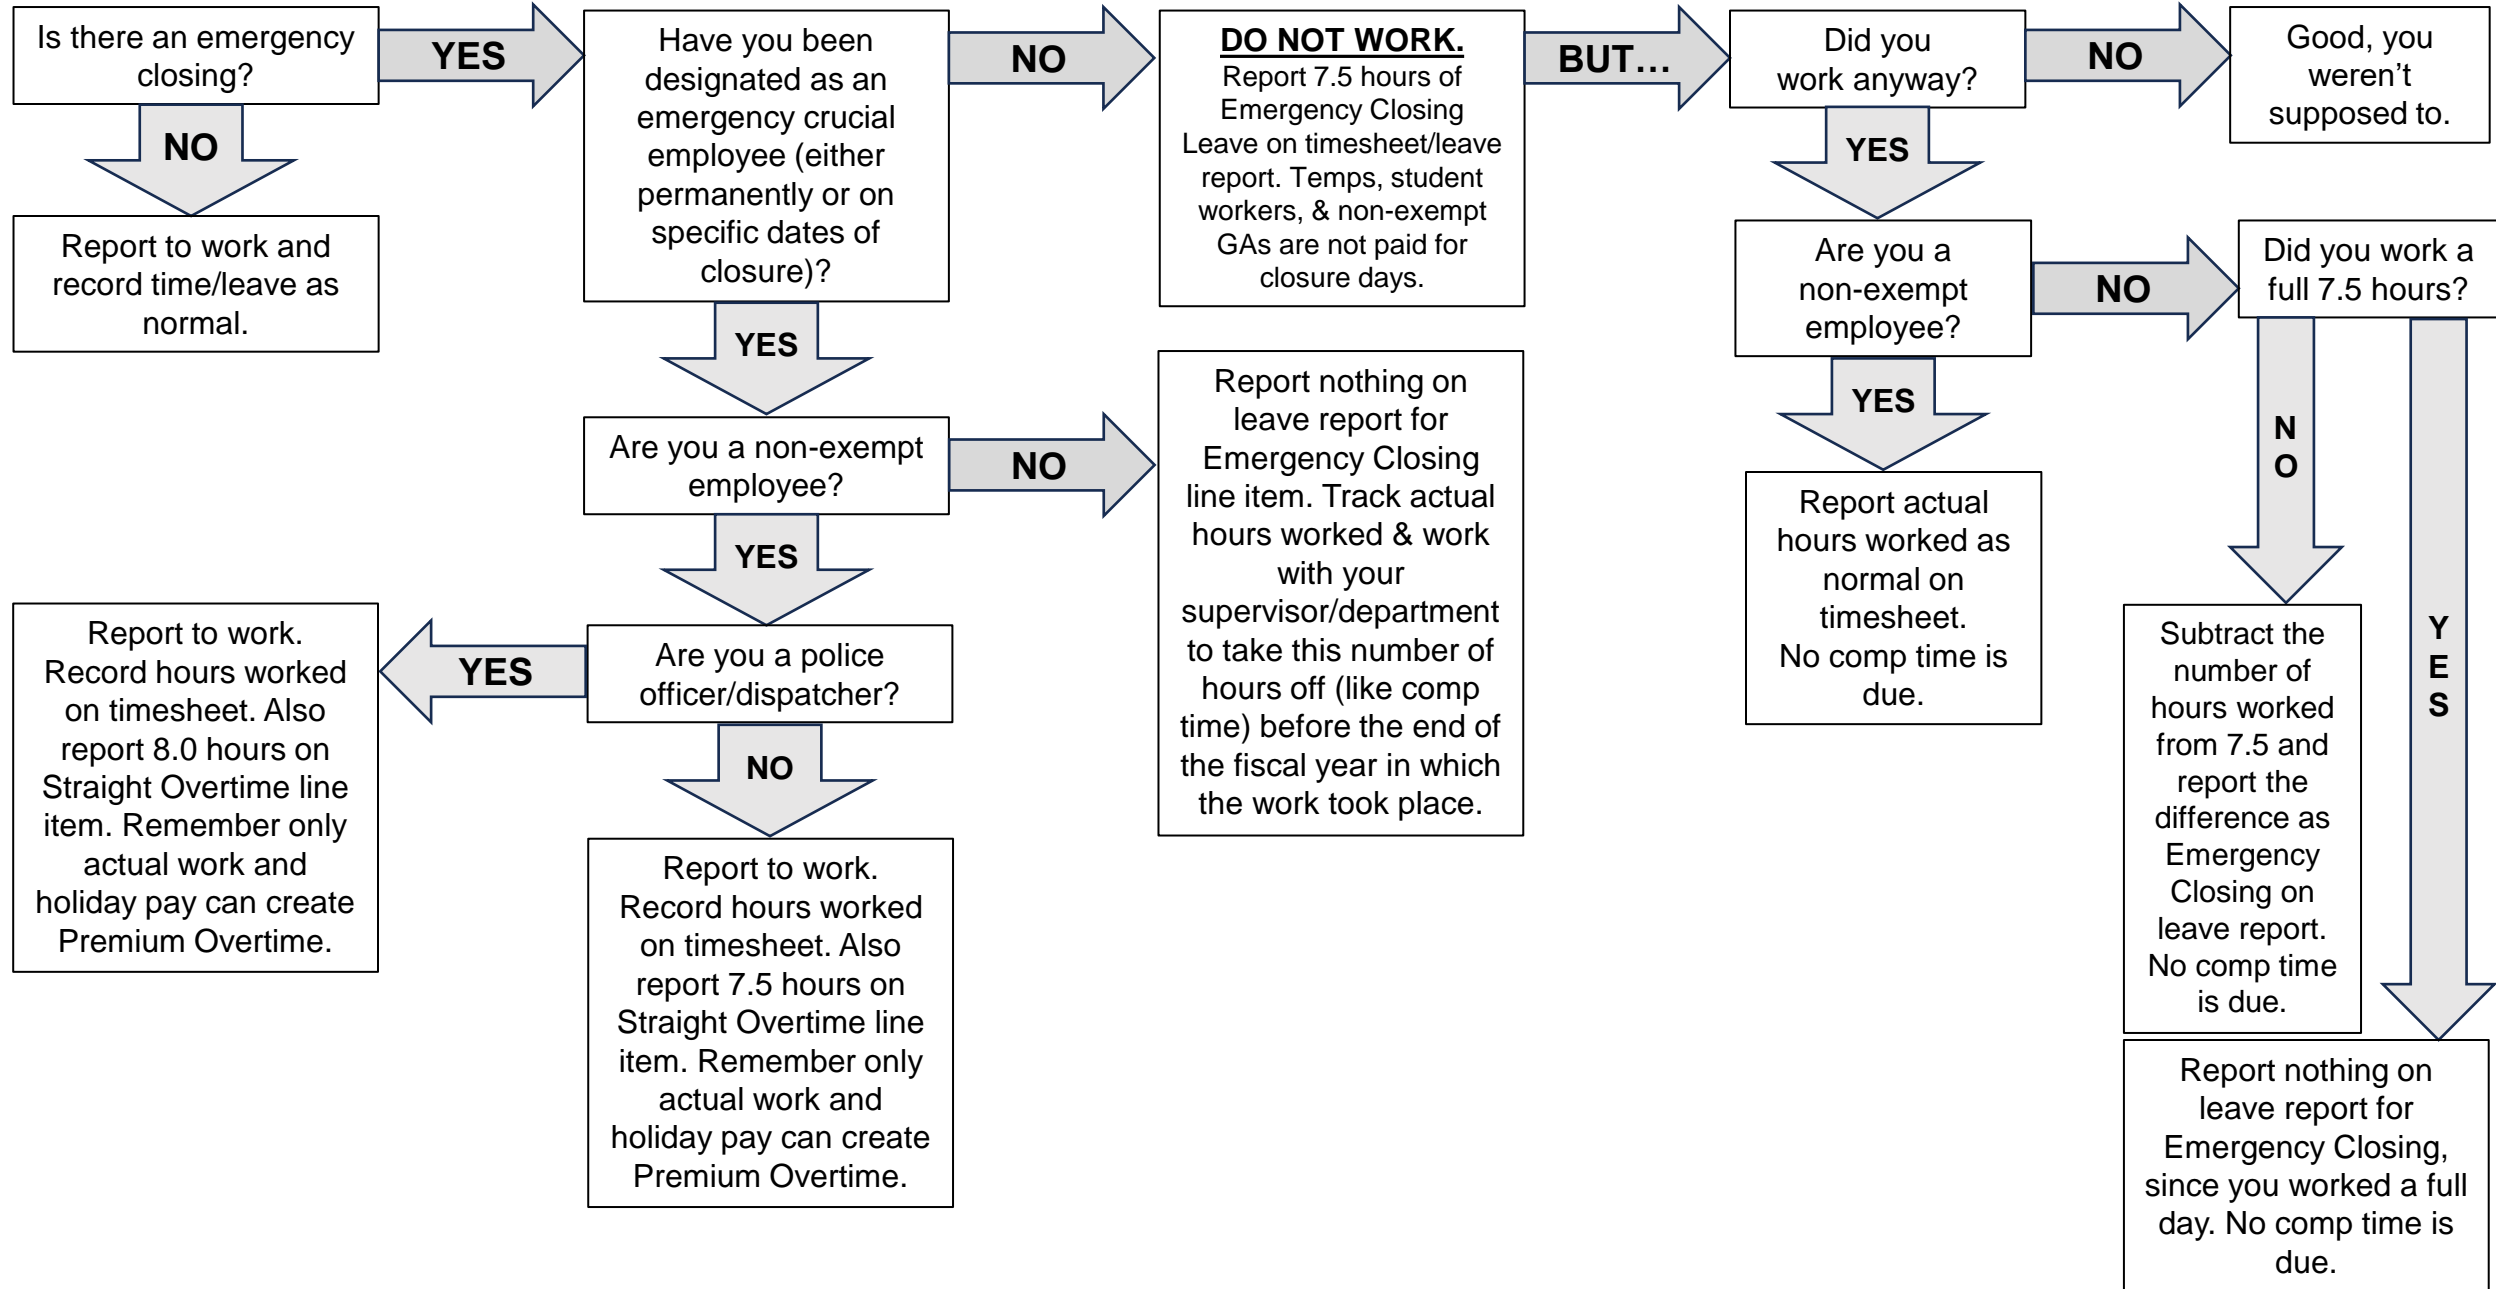 Is there an emergency
closing?
YES
NO
Report to work and
record time/leave as
normal.
Have you been
designated as an
emergency crucial
employee (either
permanently or on
specific dates of
closure)?
NO
DO NOT WORK.
Report 7.5 hours of
Emergency Closing
Leave on timesheet/leave
report. Temps, student
workers, & non-exempt
GAs are not paid for
closure days.
BUT…
Did you
work anyway?
NO
Good, you
weren’t
supposed to.
YES
Are you a
non-exempt
employee?
NO
Did you work a
full 7.5 hours?
YES
Report actual
hours worked as
normal on
timesheet.
No comp time is
due.
N
O
Subtract the
number of
hours worked
from 7.5 and
report the
difference as
Emergency
Closing on
leave report.
No comp time
is due.
Y
E
S
Report nothing on
leave report for
Emergency Closing,
since you worked a full
day. No comp time is
due.
YES
Are you a non-exempt
employee?
NO
Report nothing on
leave report for
Emergency Closing
line item. Track actual
hours worked & work
with your
supervisor/department
to take this number of
hours off (like comp
time) before the end of
the fiscal year in which
the work took place.
YES
Are you a police
officer/dispatcher?
YES
Report to work.
Record hours worked
on timesheet. Also
report 8.0 hours on
Straight Overtime line
item. Remember only
actual work and
holiday pay can create
Premium Overtime.
NO
Report to work.
Record hours worked
on timesheet. Also
report 7.5 hours on
Straight Overtime line
item. Remember only
actual work and
holiday pay can create
Premium Overtime.